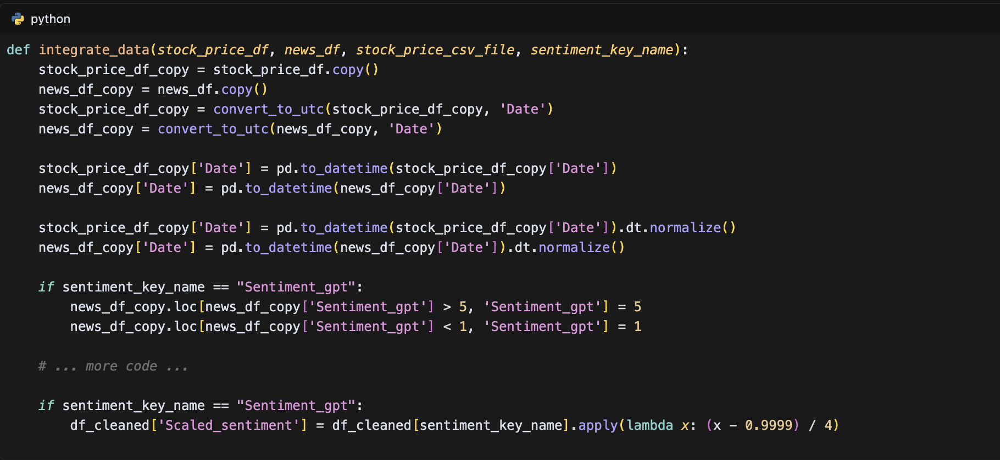 python
def integrate_data(stock_price_df, news_df, stock_price_csv_file, sentiment_key_name):
    stock_price_df_copy = stock_price_df.copy()
    news_df_copy = news_df.copy()
    stock_price_df_copy = convert_to_utc(stock_price_df_copy, 'Date')
    news_df_copy = convert_to_utc(news_df_copy, 'Date')

    stock_price_df_copy['Date'] = pd.to_datetime(stock_price_df_copy['Date'])
    news_df_copy['Date'] = pd.to_datetime(news_df_copy['Date'])

    stock_price_df_copy['Date'] = pd.to_datetime(stock_price_df_copy['Date']).dt.normalize()
    news_df_copy['Date'] = pd.to_datetime(news_df_copy['Date']).dt.normalize()

    if sentiment_key_name == "Sentiment_gpt":
        news_df_copy.loc[news_df_copy['Sentiment_gpt'] > 5, 'Sentiment_gpt'] = 5
        news_df_copy.loc[news_df_copy['Sentiment_gpt'] < 1, 'Sentiment_gpt'] = 1

    # ... more code ...

    if sentiment_key_name == "Sentiment_gpt":
        df_cleaned['Scaled_sentiment'] = df_cleaned[sentiment_key_name].apply(lambda x: (x - 0.9999) / 4)